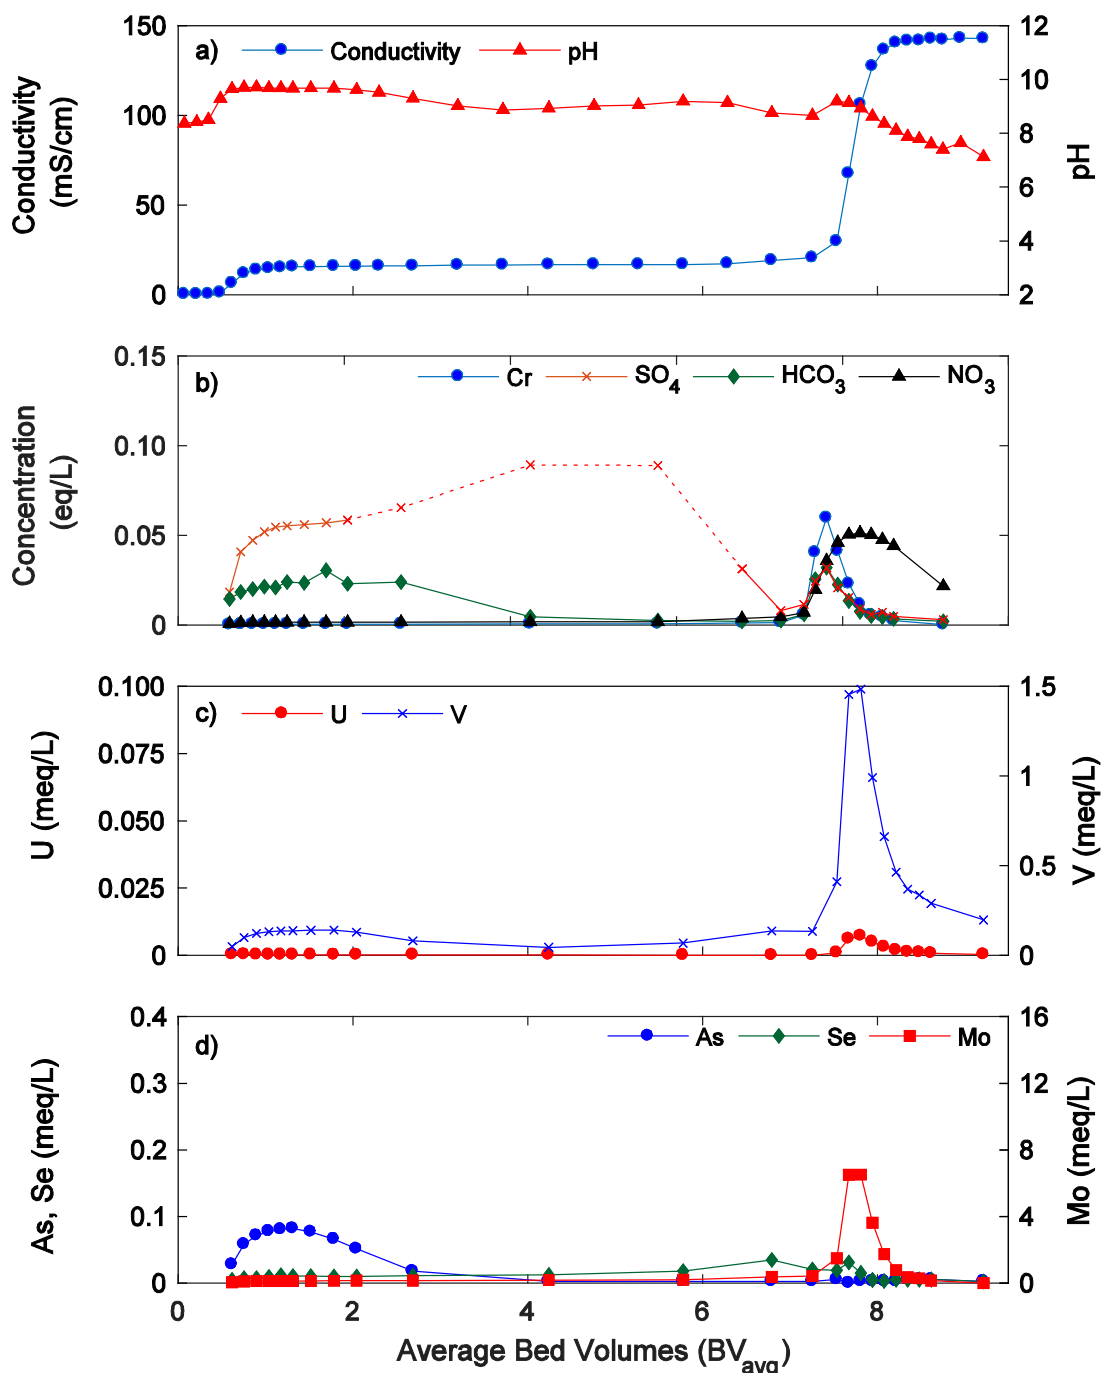 150
100
50
0
Conductivity
(mS/cm)
a)
Conductivity
pH
12
10
8
6
4
2
pH
0.15
0.10
0.05
0
Concentration
(eq/L)
b)
Cr
SO4
HCO3
NO3
0.100
0.075
0.050
0.025
0
U (meq/L)
c)
U
V
1.5
1
0.5
0
V (meq/L)
0.4
0.3
0.2
0.1
0
As, Se (meq/L)
d)
As
Se
Mo
16
12
8
4
0
Mo (meq/L)
0 2 4 6 8
Average Bed Volumes (BVavg)